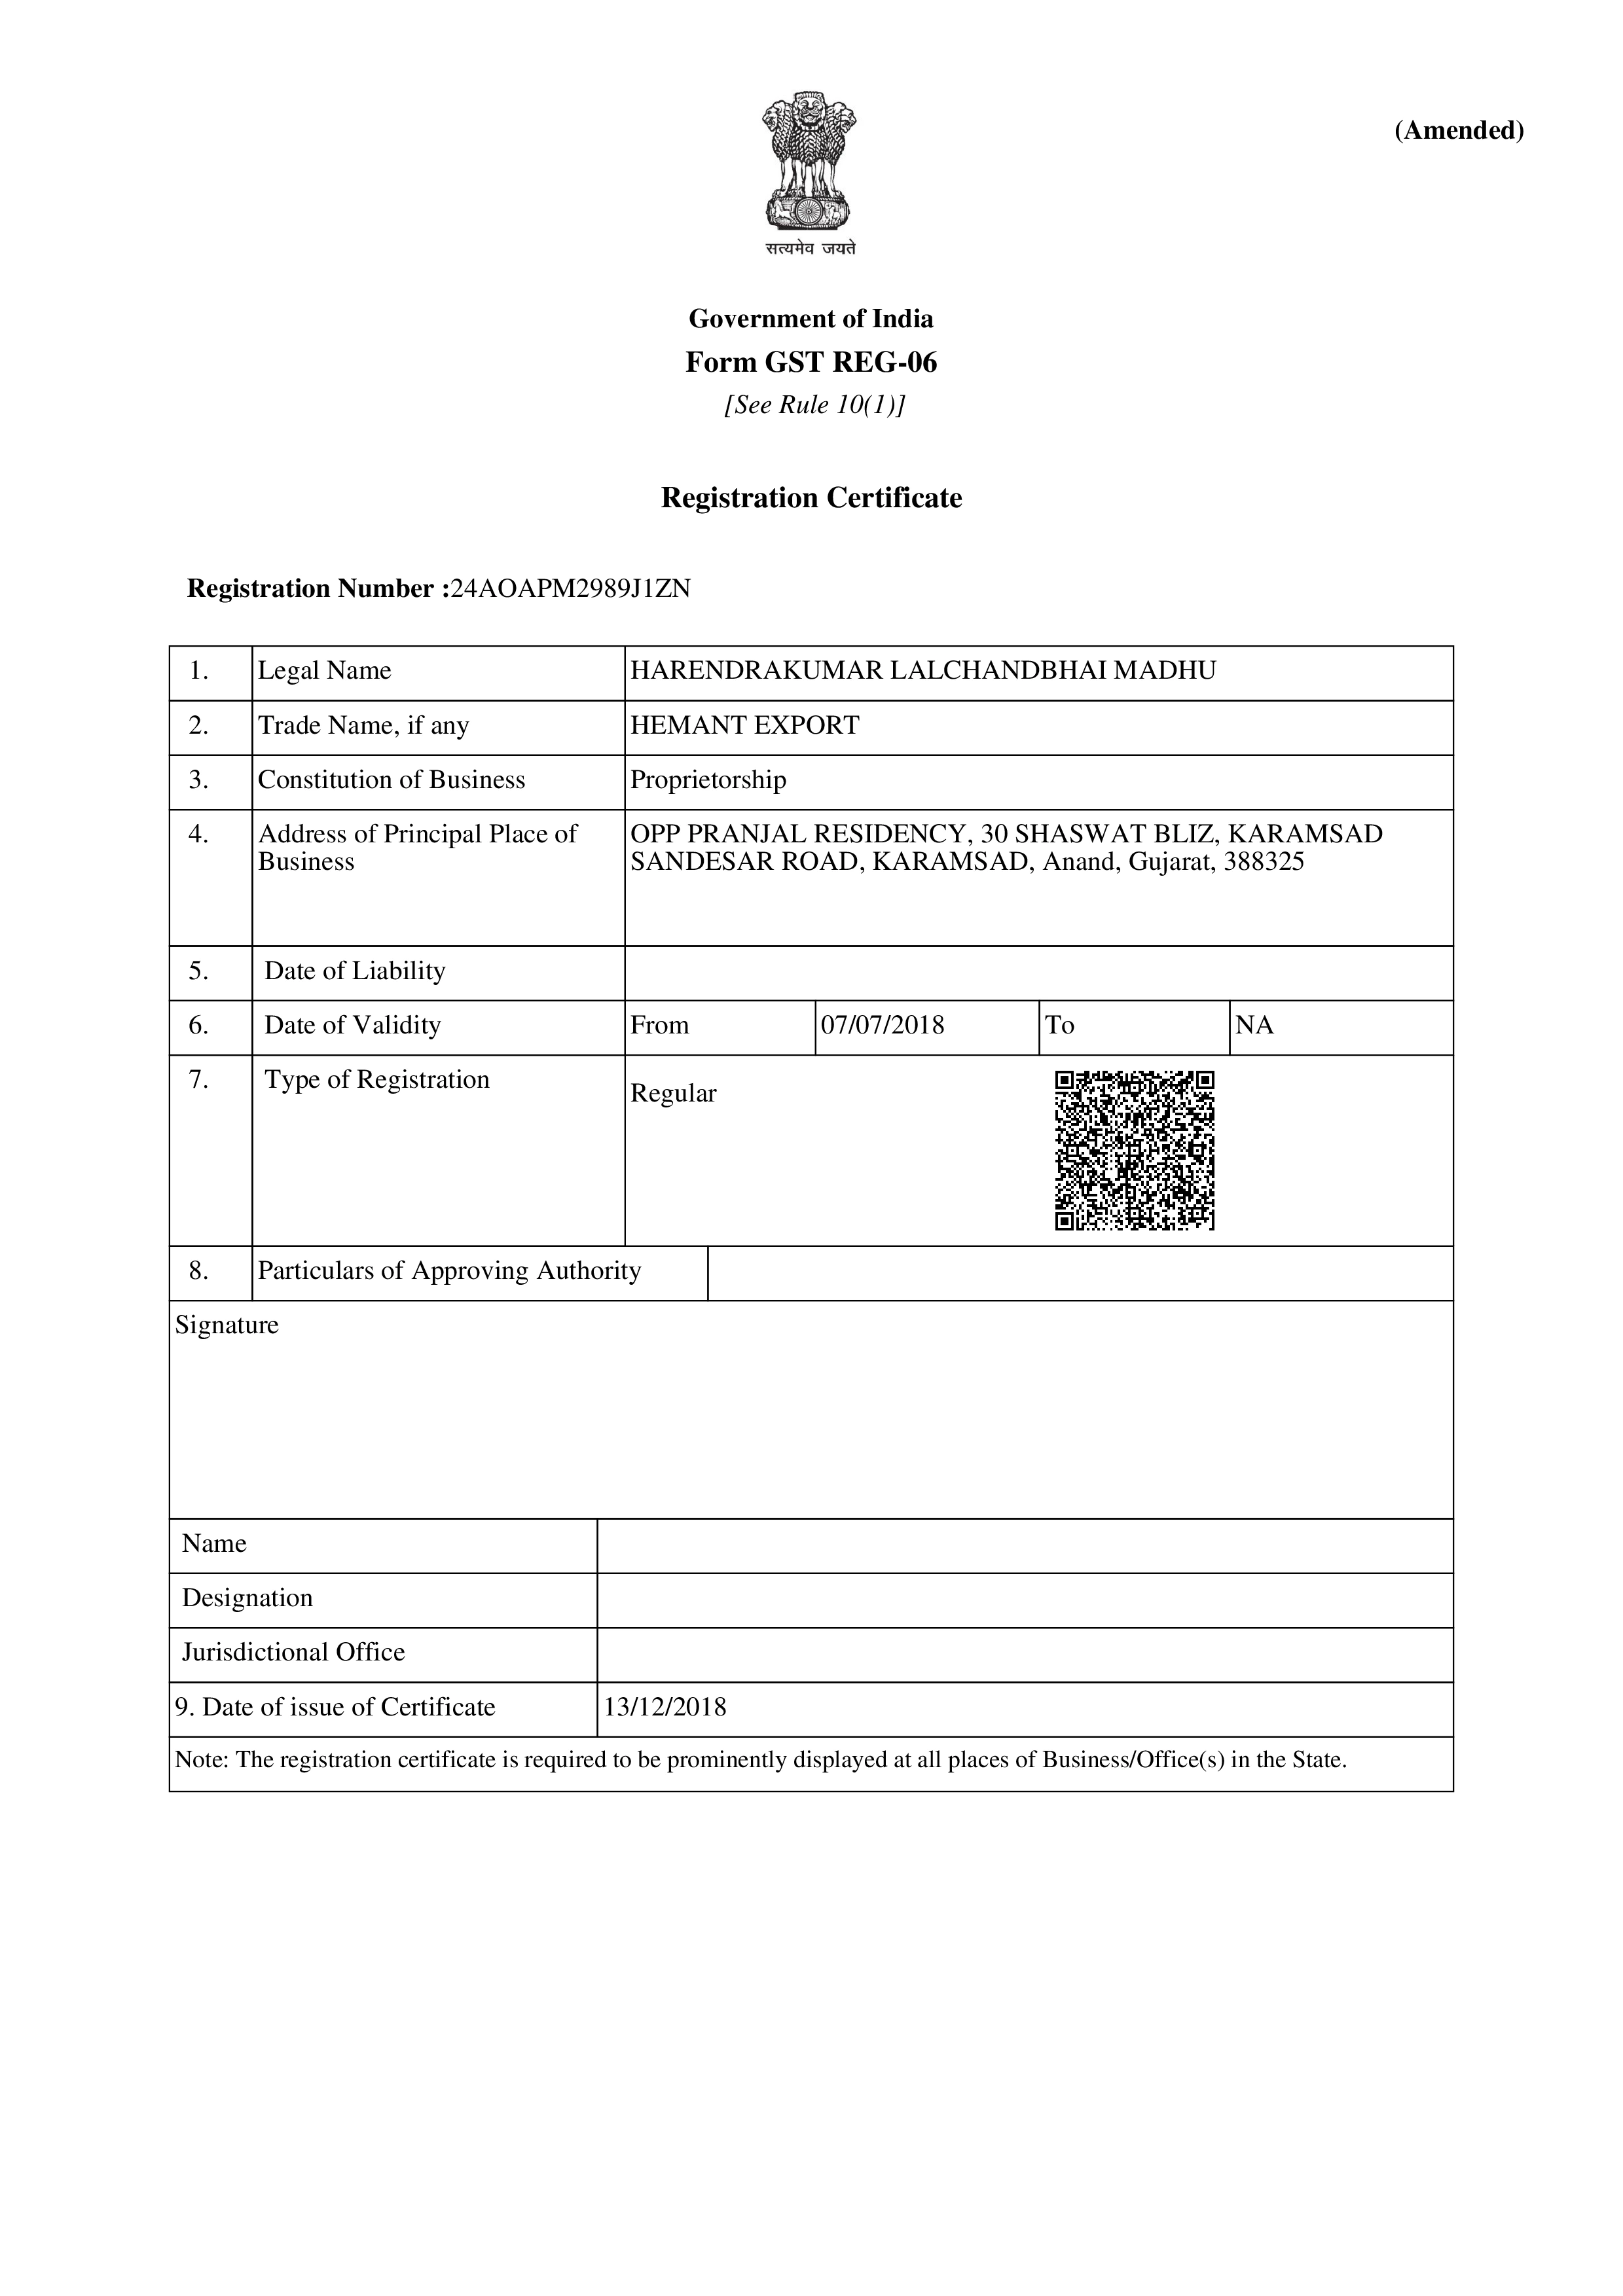 (Amended)
सत्यमेव जयते
Government of India
Form GST REG-06
[See Rule 10(1)]
Registration Certificate
Registration Number :24AOAPM2989J1ZN
1. Legal Name HARENDRAKUMAR LALCHANDBHAI MADHU
2. Trade Name, if any HEMANT EXPORT
3. Constitution of Business Proprietorship
4. Address of Principal Place of OPP PRANJAL RESIDENCY, 30 SHASWAT BLIZ, KARAMSAD
Business SANDESAR ROAD, KARAMSAD, Anand, Gujarat, 388325
5. Date of Liability
6. Date of Validity From 07/07/2018 To NA
7. Type of Registration Regular
8. Particulars of Approving Authority
Signature
Name
Designation
Jurisdictional Office
9. Date of issue of Certificate 13/12/2018
Note: The registration certificate is required to be prominently displayed at all places of Business/Office(s) in the State.